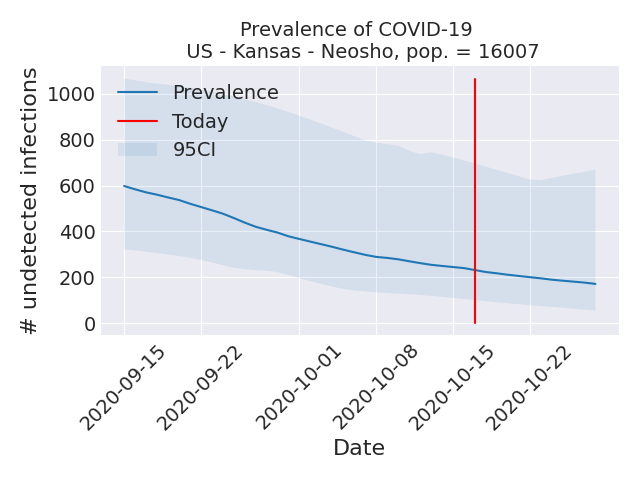 Prevalence of COVID-19
US - Kansas - Neosho, pop. = 16007
# undetected infections
1000
800
600
400
200
0
Prevalence
Today
95CI
2020-09-15
2020-09-22
2020-10-01
2020-10-08
2020-10-15
2020-10-22
Date